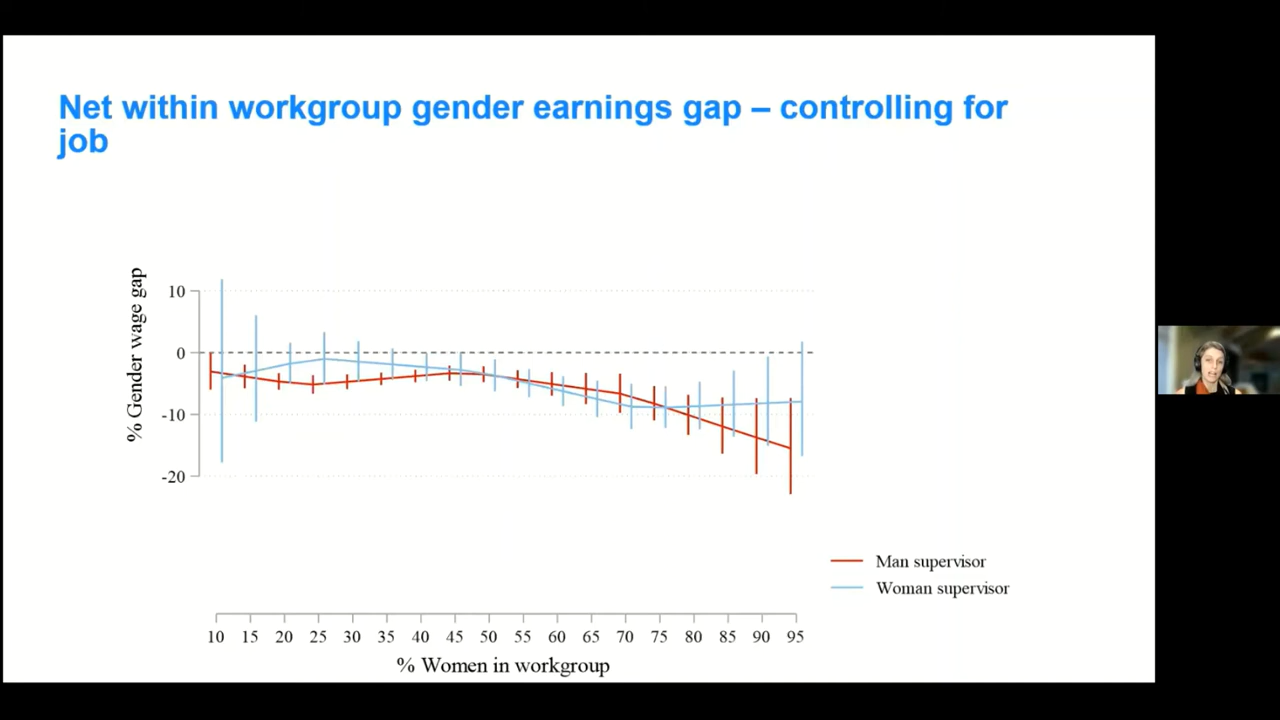 Net within workgroup gender earnings gap – controlling for
job
% Gender wage gap
10
0
-10
-20
Man supervisor
Woman supervisor
10 15 20 25 30 35 40 45 50 55 60 65 70 75 80 85 90 95
% Women in workgroup